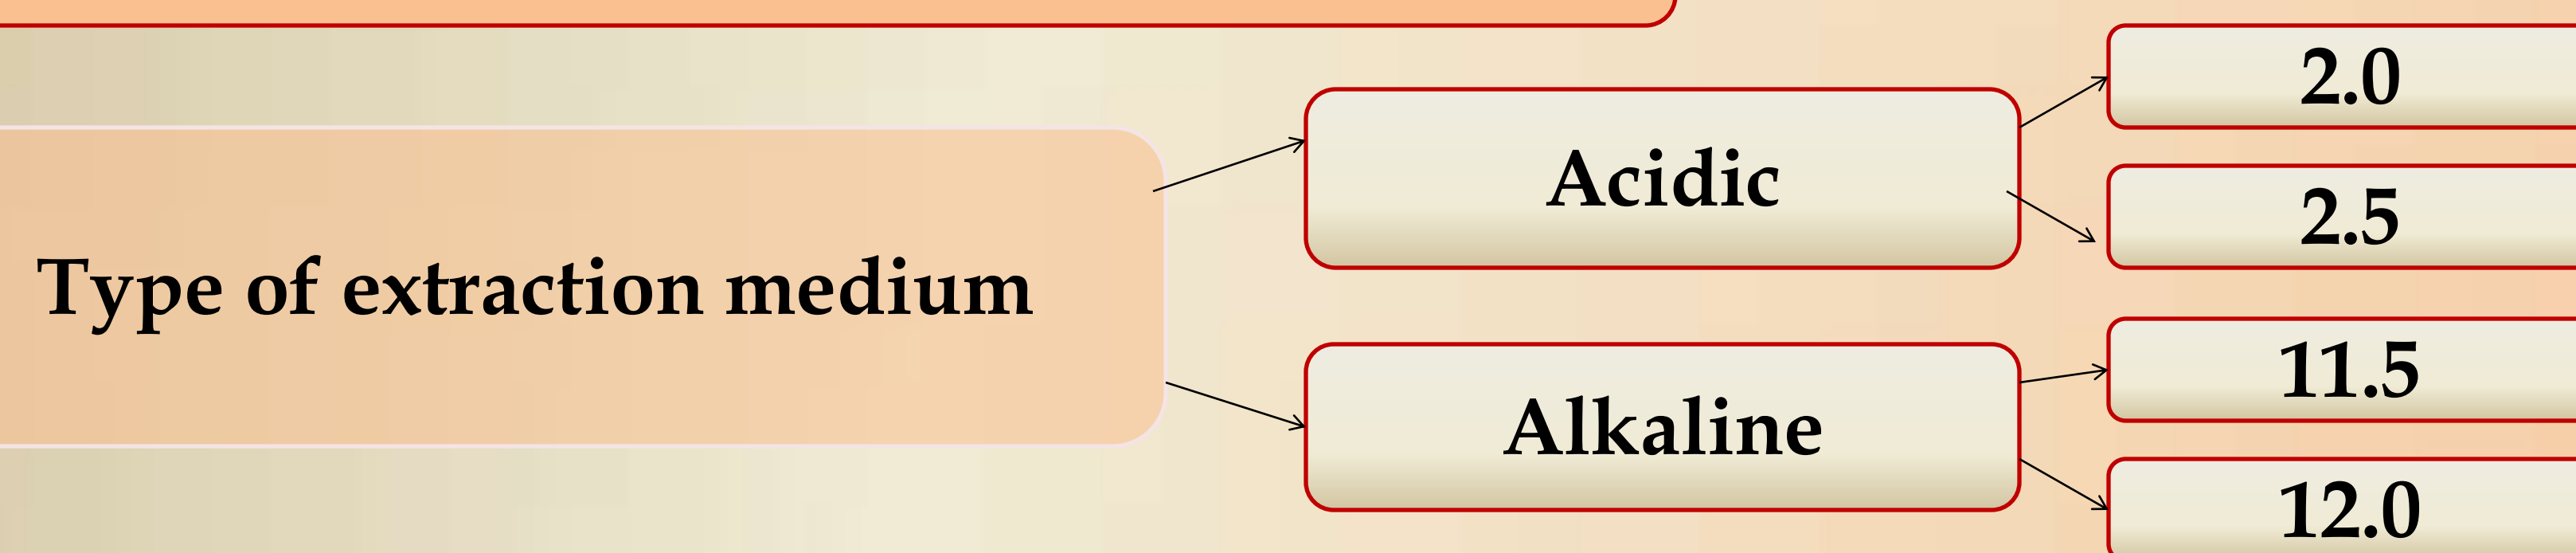 Type of extraction medium
Acidic
2.0
2.5
Alkaline
11.5
12.0